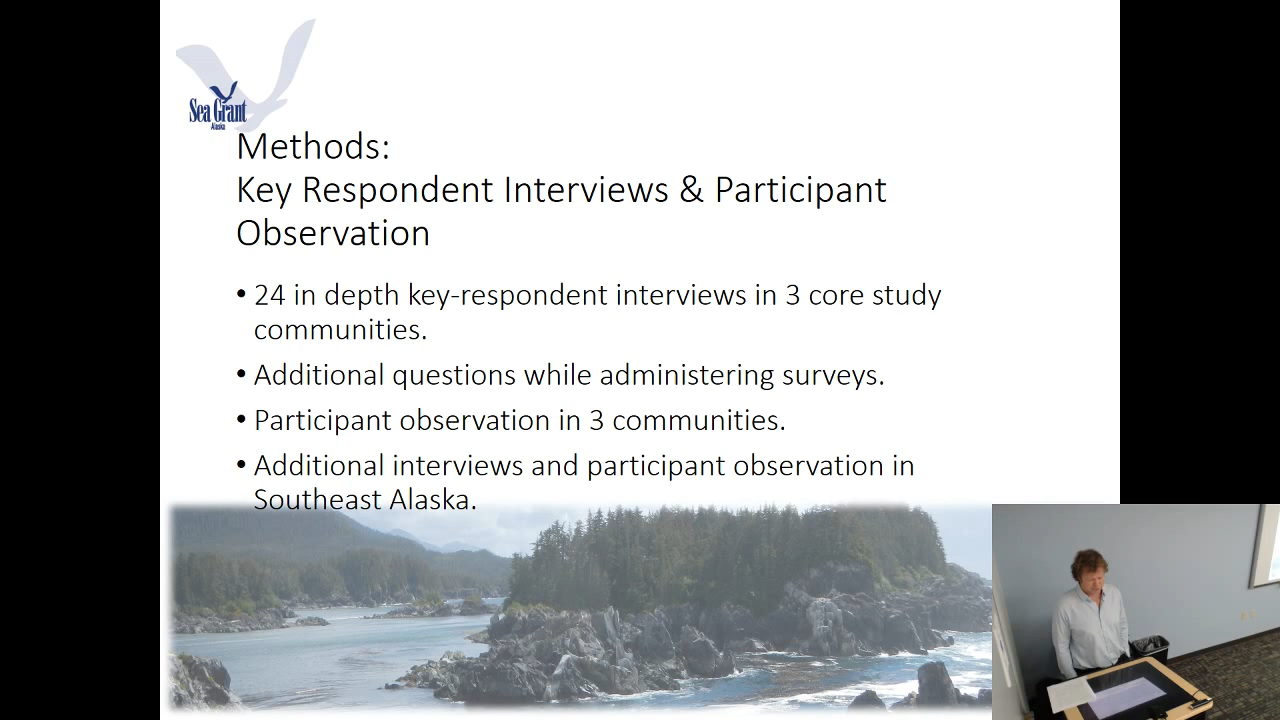 Sea Grant
Alaska
Methods:
Key Respondent Interviews & Participant
Observation
• 24 in depth key-respondent interviews in 3 core study
communities.
• Additional questions while administering surveys.
• Participant observation in 3 communities.
• Additional interviews and participant observation in
Southeast Alaska.